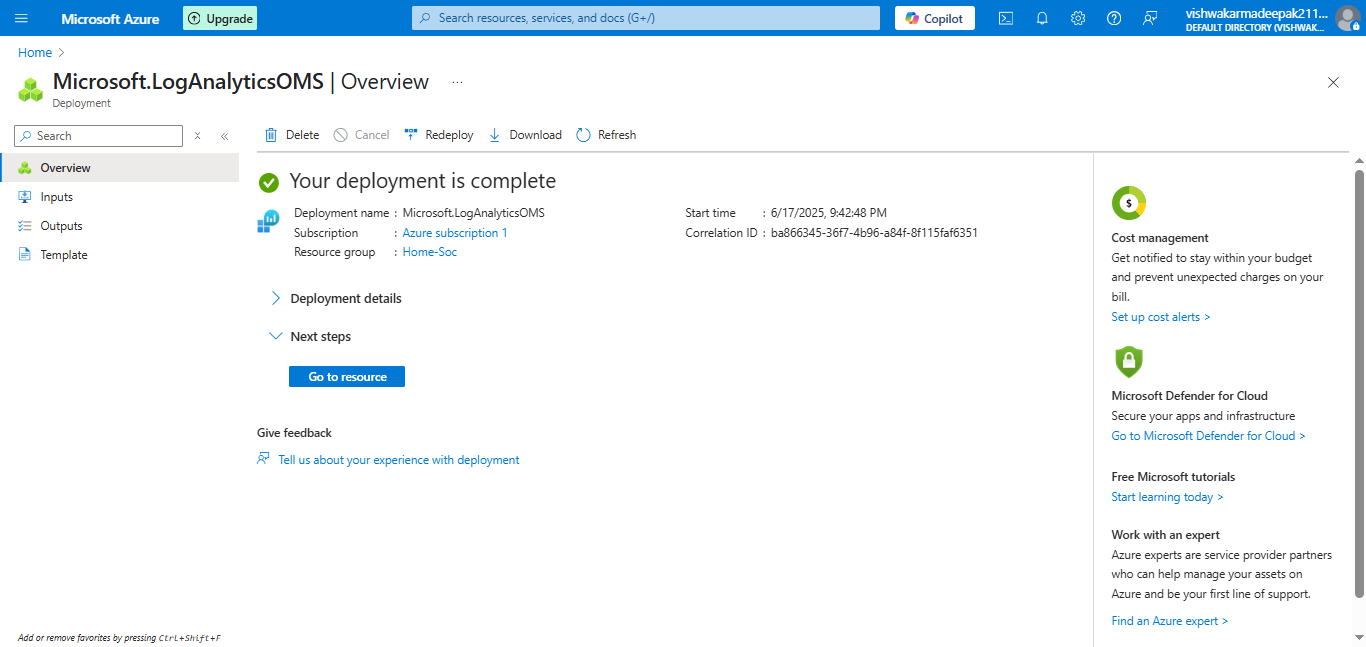 Microsoft Azure
Upgrade
Search resources, services, and docs (G+/)
Copilot
vishwakarmadeepak211...
DEFAULT DIRECTORY (VISHWAK...
Home
Microsoft.LogAnalyticsOMS | Overview
...
Deployment
Search
Overview
Inputs
Outputs
Template
Delete
Cancel
Redeploy
Download
Refresh
Your deployment is complete
Deployment name : Microsoft.LogAnalyticsOMS
Subscription : Azure subscription 1
Resource group : Home-Soc
Start time : 6/17/2025, 9:42:48 PM
Correlation ID : ba866345-36f7-4b96-a84f-8f115faf6351
Deployment details
Next steps
Go to resource
Give feedback
Tell us about your experience with deployment
$
Cost management
Get notified to stay within your budget
and prevent unexpected charges on your
bill.
Set up cost alerts >
Microsoft Defender for Cloud
Secure your apps and infrastructure
Go to Microsoft Defender for Cloud >
Free Microsoft tutorials
Start learning today >
Work with an expert
Azure experts are service provider partners
who can help manage your assets on
Azure and be your first line of support.
Find an Azure expert >
Add or remove favorites by pressing Ctrl+Shift+F